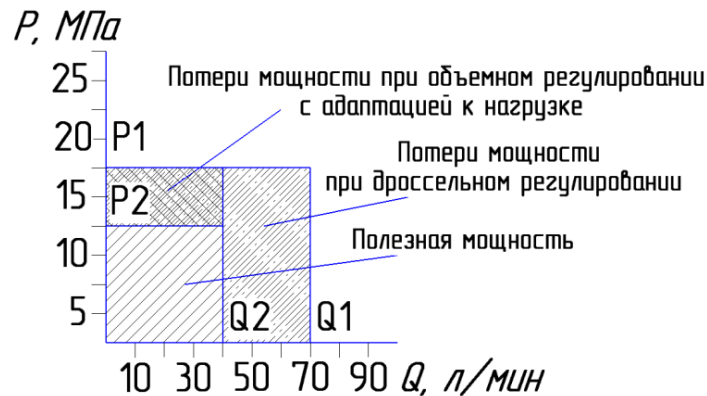 P, МПа
25
Потери мощности при объемном регулировании
с адаптацией к нагрузке
20 P1
Потери мощности
при дроссельном регулировании
15 P2
Полезная мощность
10
5 Q2 Q1
10 30 50 70 90 Q, л/мин